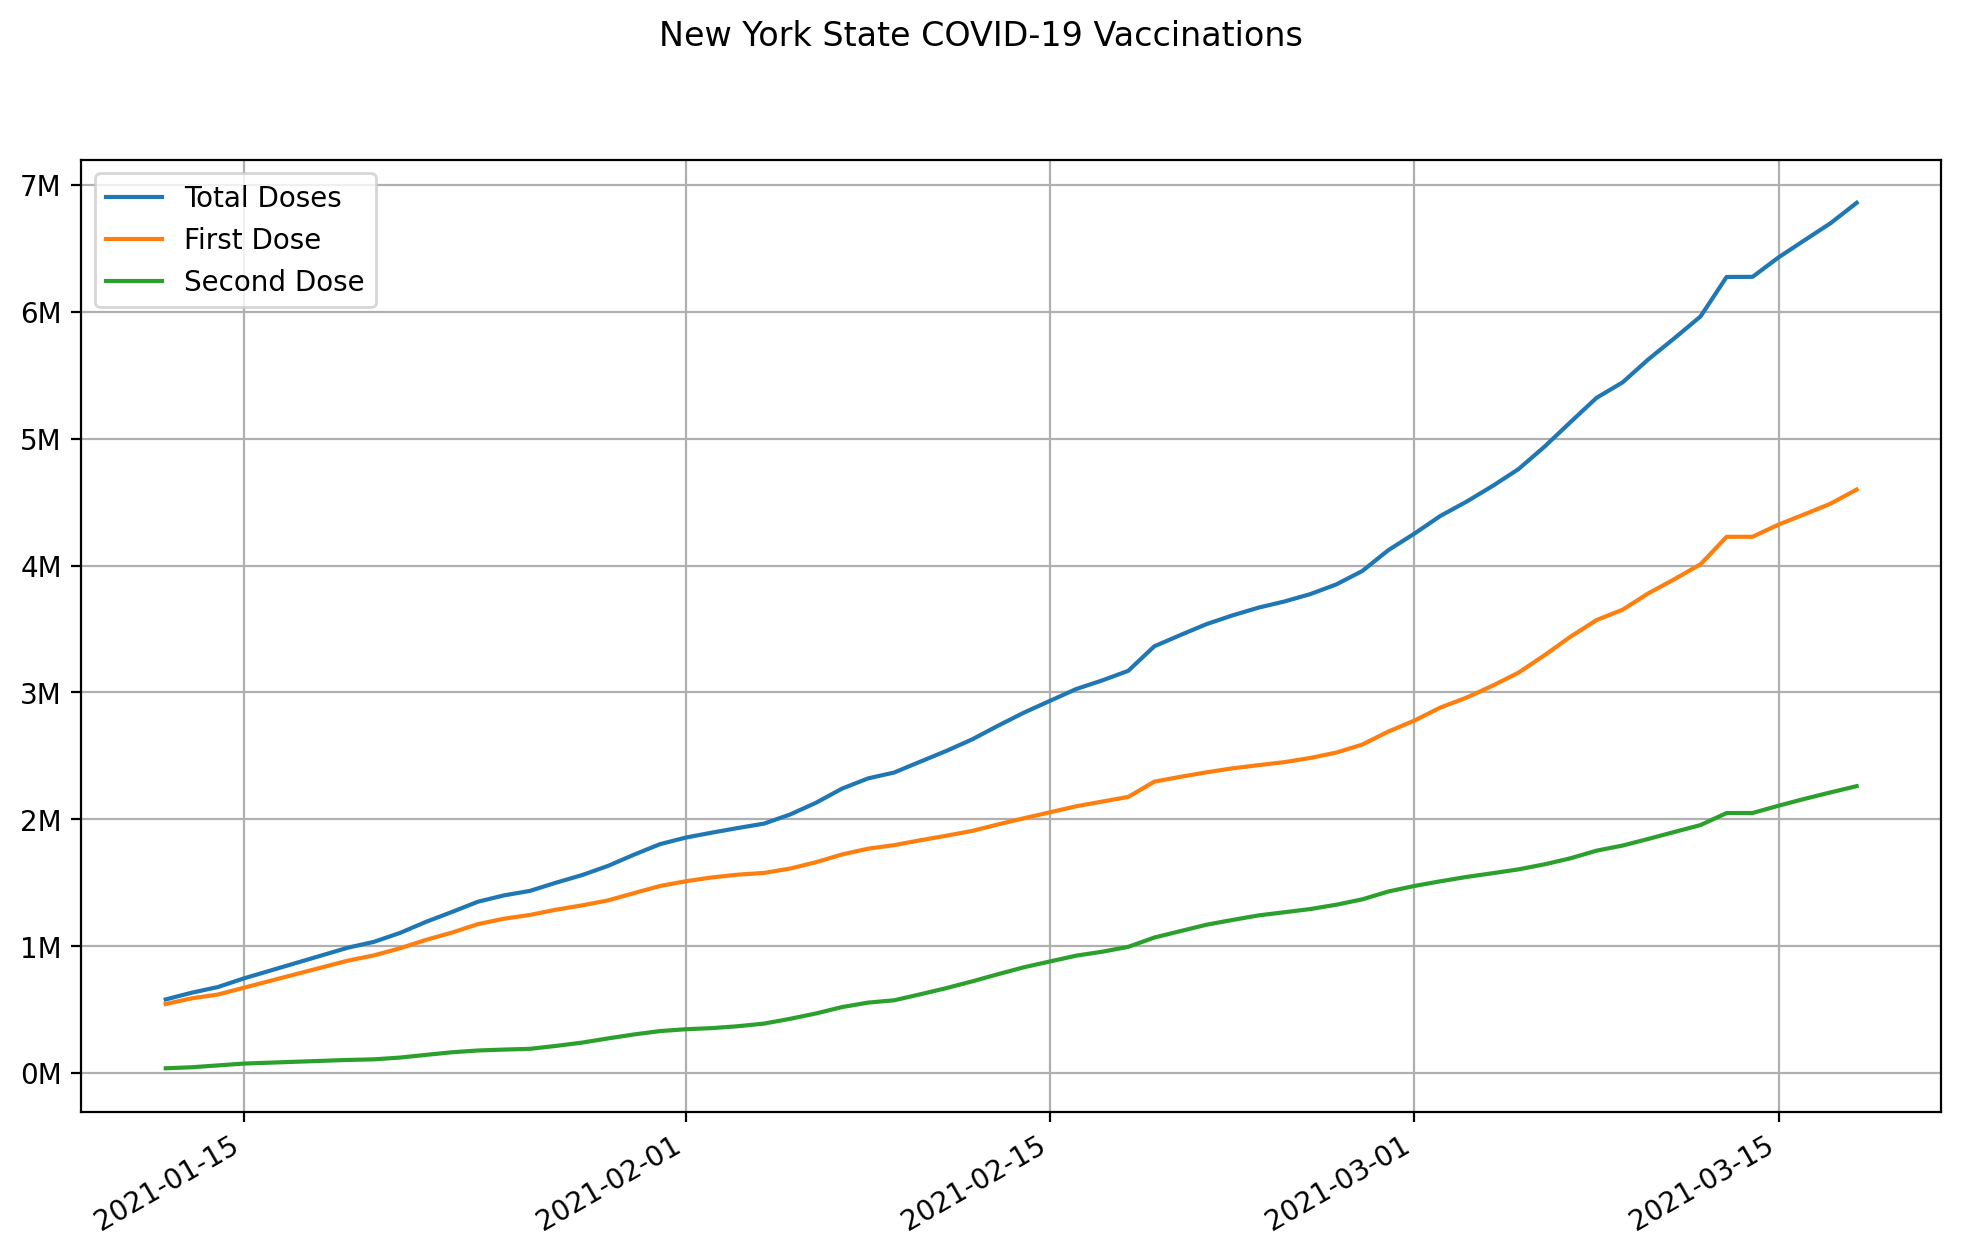 New York State COVID-19 Vaccinations
Total Doses
First Dose
Second Dose
7M
6M
5M
4M
3M
2M
1M
0M
2021-01-15
2021-02-01
2021-02-15
2021-03-01
2021-03-15